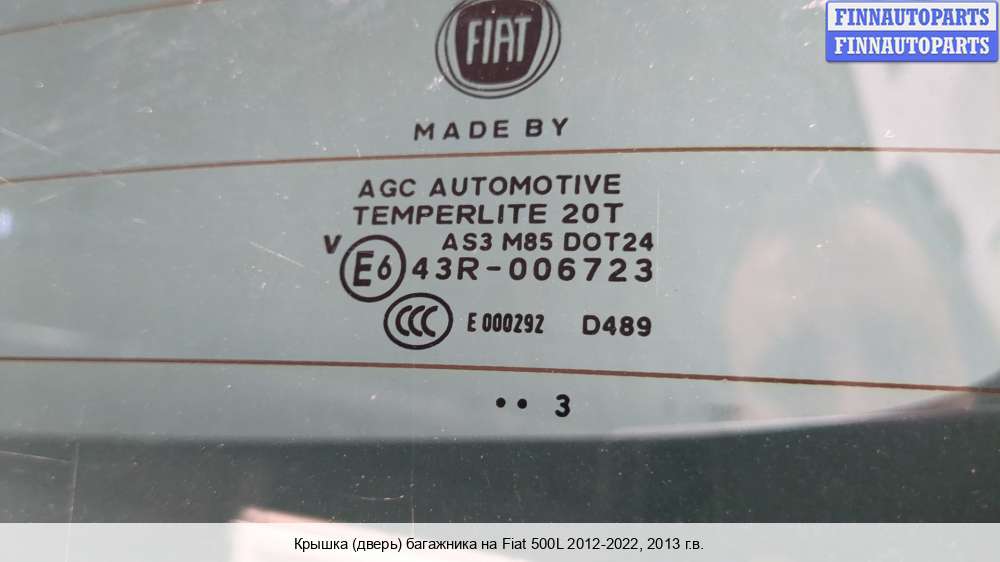 FINNAUTOPARTS
FINNAUTOPARTS
FIAT
MADE BY
AGC AUTOMOTIVE
TEMPERLITE 20T
AS3 M85 DOT24
V E6 43R-006723
CCC E 000292 D489
•• 3
Крышка (дверь) багажника на Fiat 500L 2012-2022, 2013 г.в.